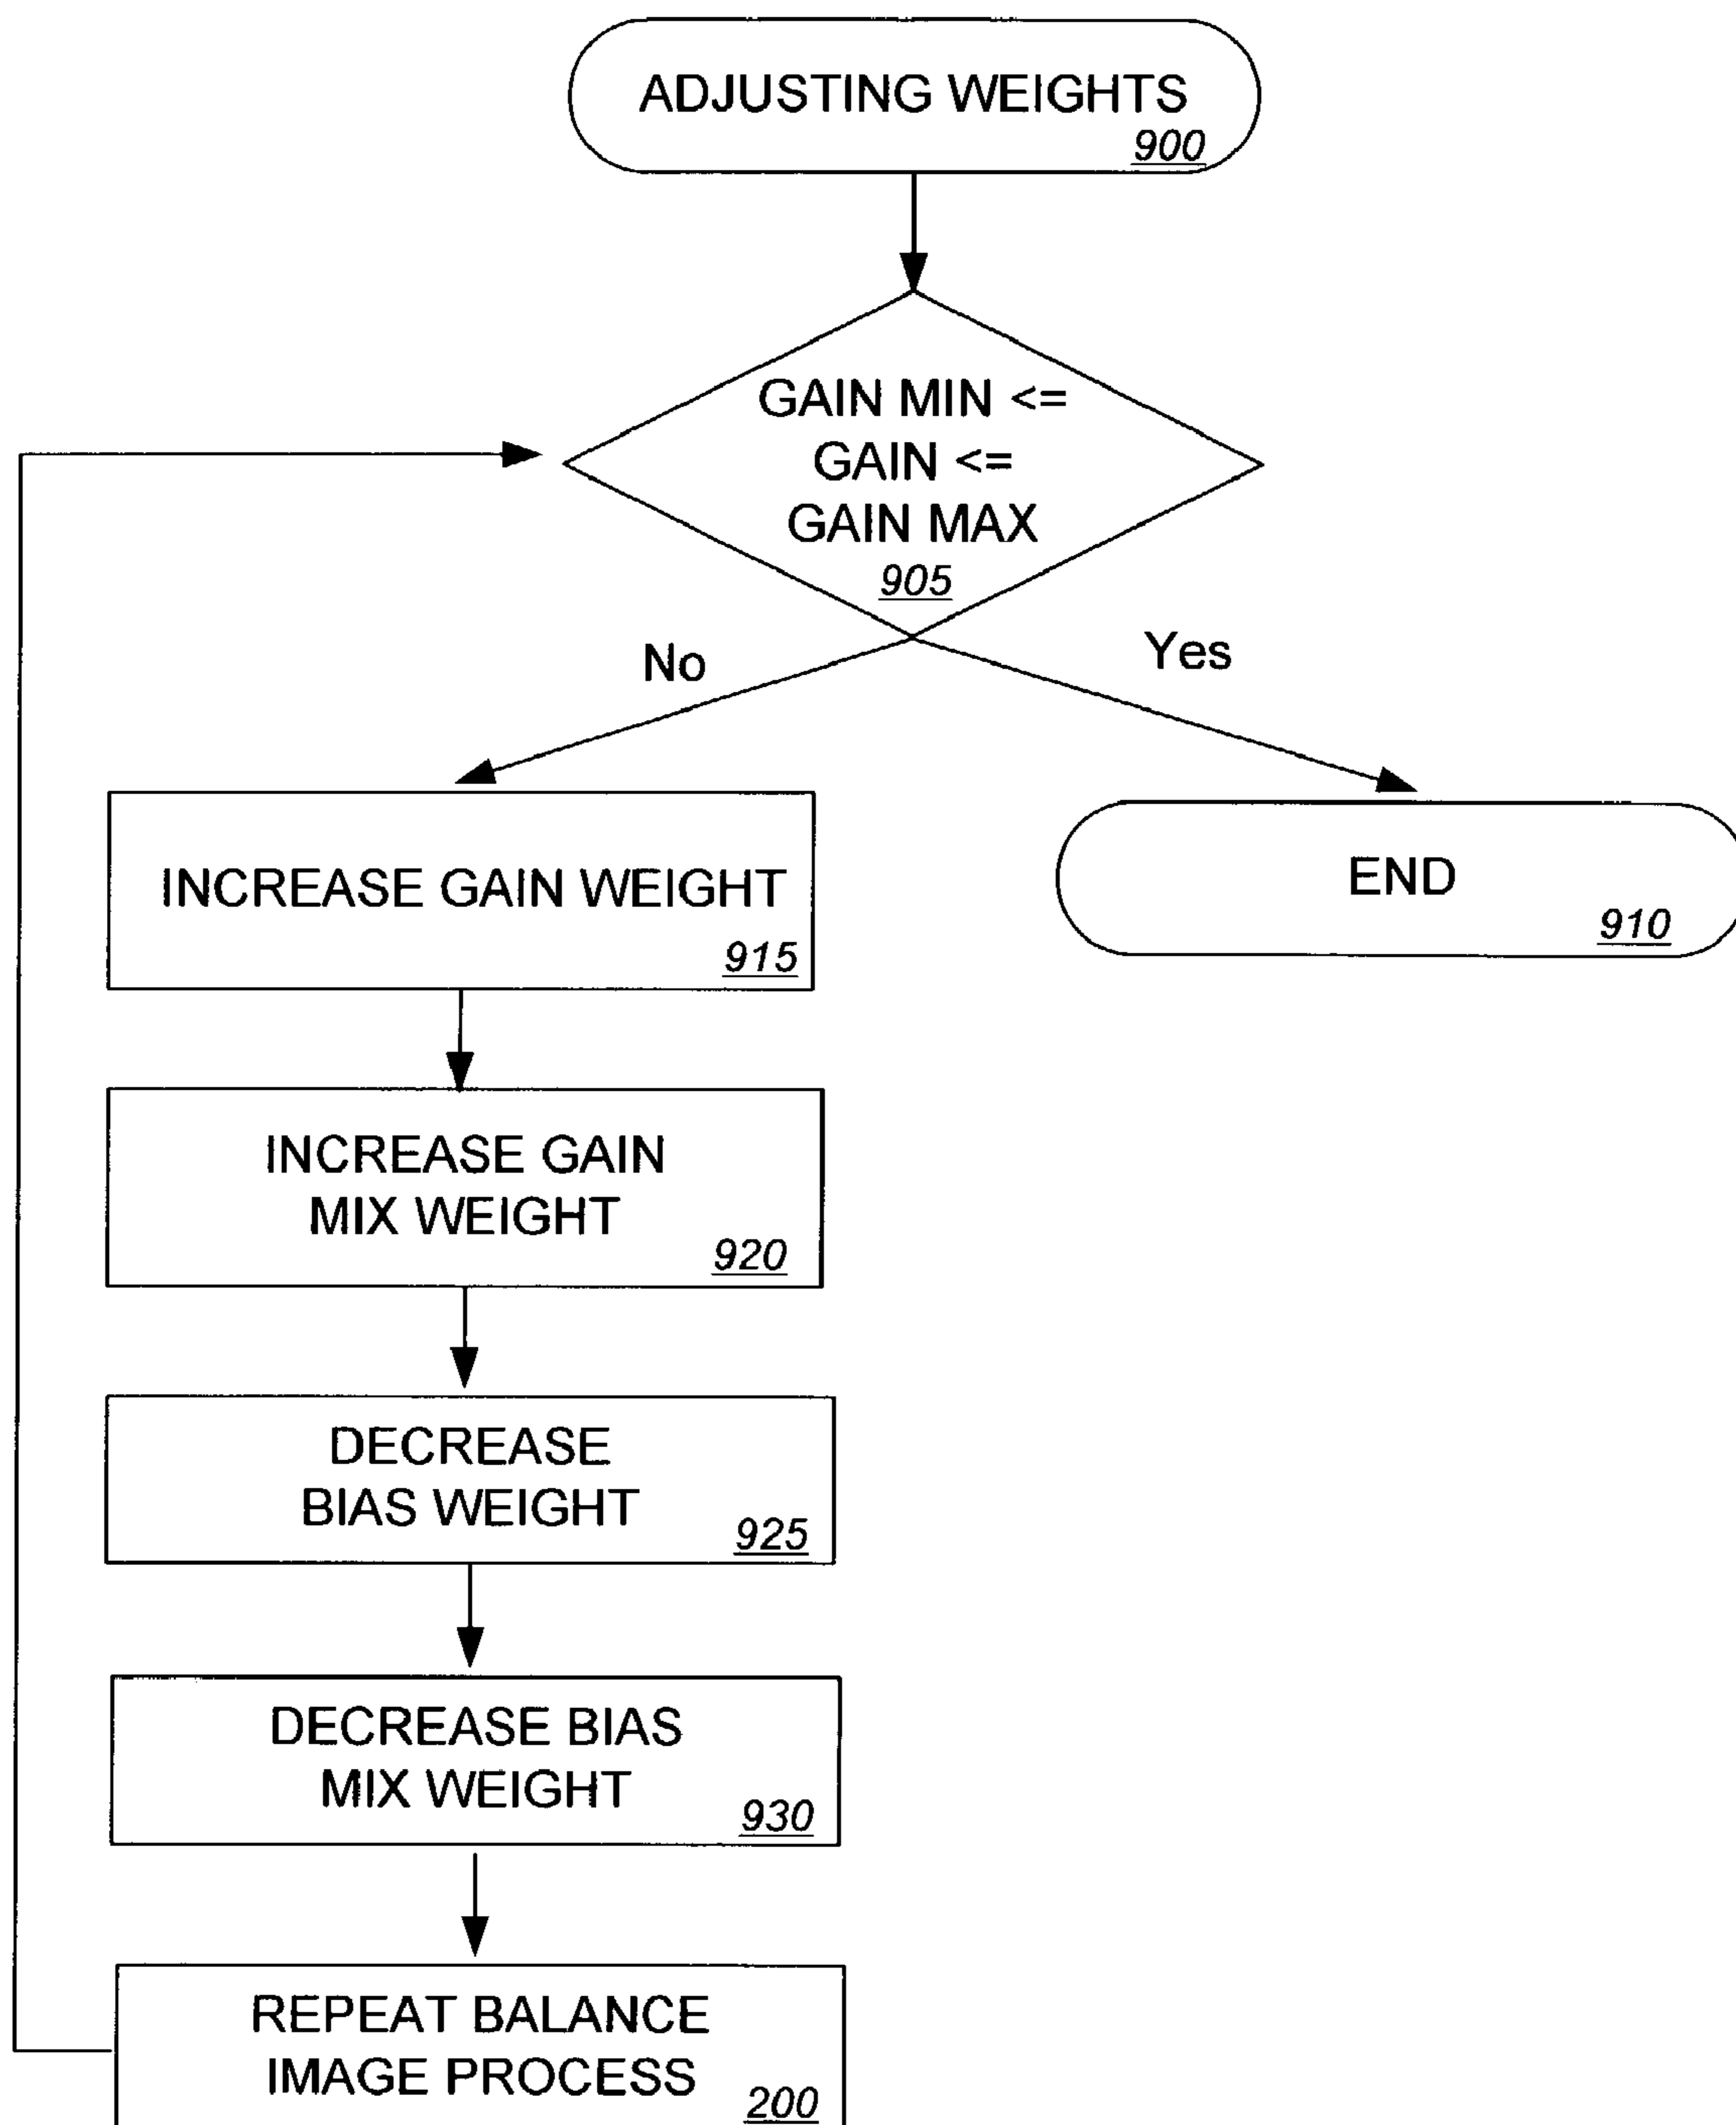 ADJUSTING WEIGHTS
900
GAIN MIN <=
GAIN <=
GAIN MAX
905
No
Yes
INCREASE GAIN WEIGHT
915
END
910
INCREASE GAIN
MIX WEIGHT
920
DECREASE
BIAS WEIGHT
925
DECREASE BIAS
MIX WEIGHT
930
REPEAT BALANCE
IMAGE PROCESS
200